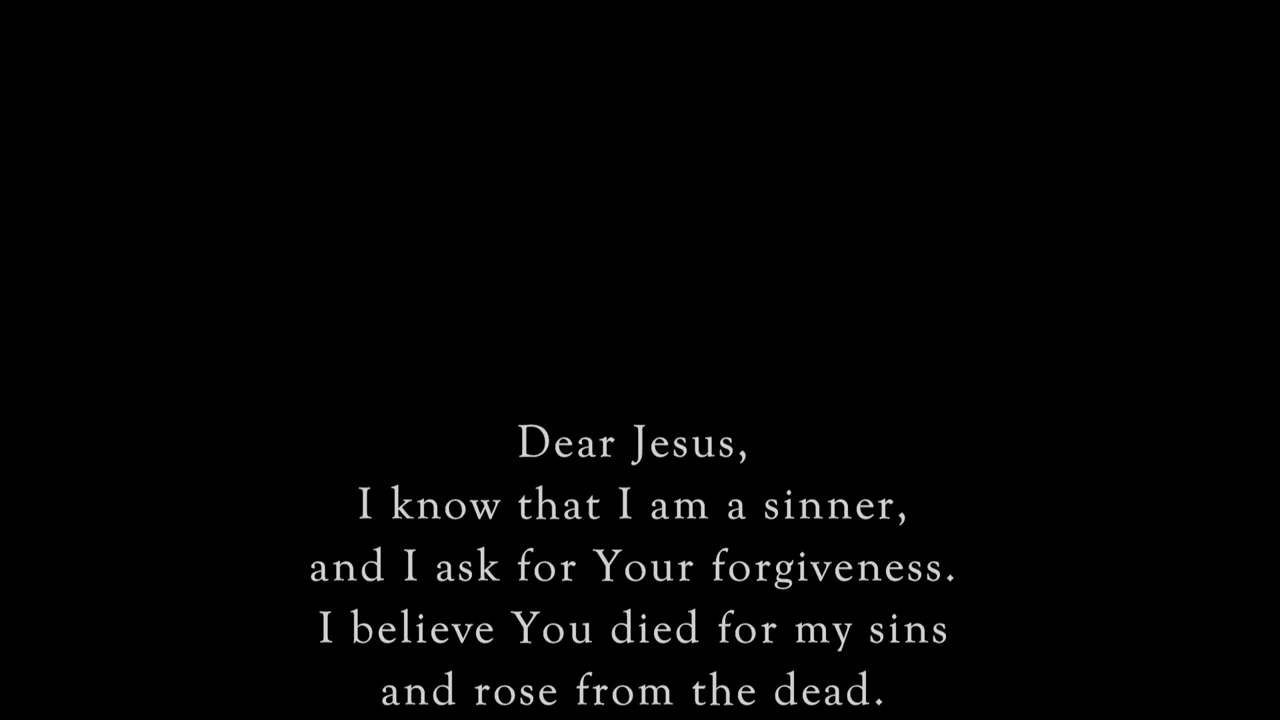 Dear Jesus,
I know that I am a sinner,
and I ask for Your forgiveness.
I believe You died for my sins
and rose from the dead.